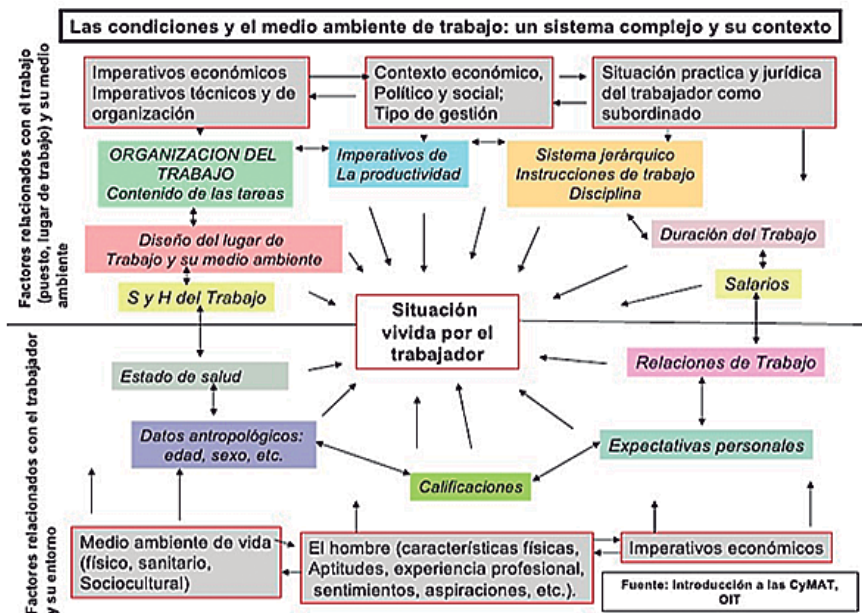 Las condiciones y el medio ambiente de trabajo: un sistema complejo y su contexto
Factores relacionados con el trabajo
(puesto, lugar de trabajo) y su medio
ambiente
Imperativos económicos
Imperativos técnicos y de
organización
Contexto económico,
Político y social;
Tipo de gestión
Situación practica y jurídica
del trabajador como
subordinado
ORGANIZACION DEL
TRABAJO
Contenido de las tareas
Imperativos de
La productividad
Sistema jerárquico
Instrucciones de trabajo
Disciplina
Diseño del lugar de
Trabajo y su medio ambiente
Duración del Trabajo
S y H del Trabajo
Salarios
Situación
vivida por el
trabajador
Factores relacionados con el trabajador
y su entorno
Estado de salud
Relaciones de Trabajo
Datos antropológicos:
edad, sexo, etc.
Expectativas personales
Calificaciones
Medio ambiente de vida
(físico, sanitario,
Sociocultural)
El hombre (características físicas,
Aptitudes, experiencia profesional,
sentimientos, aspiraciones, etc.).
Imperativos económicos
Fuente: Introducción a las CyMAT,
OIT